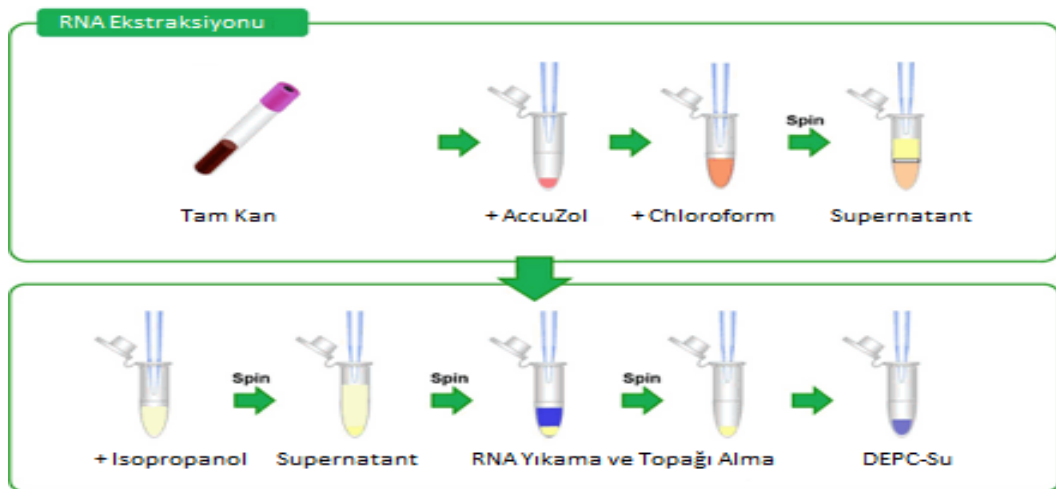 RNA Ekstraksiyonu
Spin
Tam Kan
+ AccuZol
+ Chloroform
Supernatant
Spin
Spin
Spin
+ Isopropanol
Supernatant
RNA Yıkama ve Topağı Alma
DEPC-Su